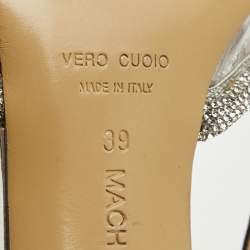 VERO CUOIO
MADE IN ITALY
39
MACH